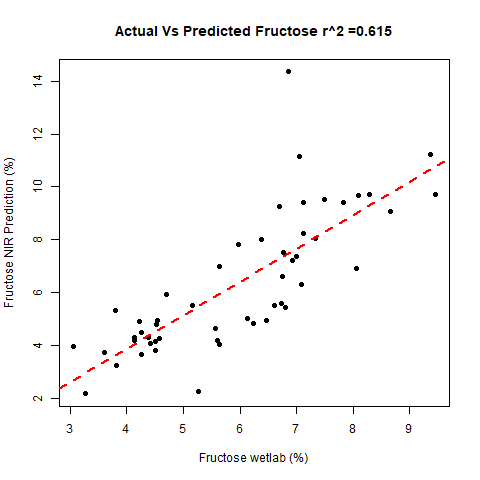 Actual Vs Predicted Fructose r^2 =0.615
14
12
10
8
6
4
2
Fructose NIR Prediction (%)
3 4 5 6 7 8 9
Fructose wetlab (%)